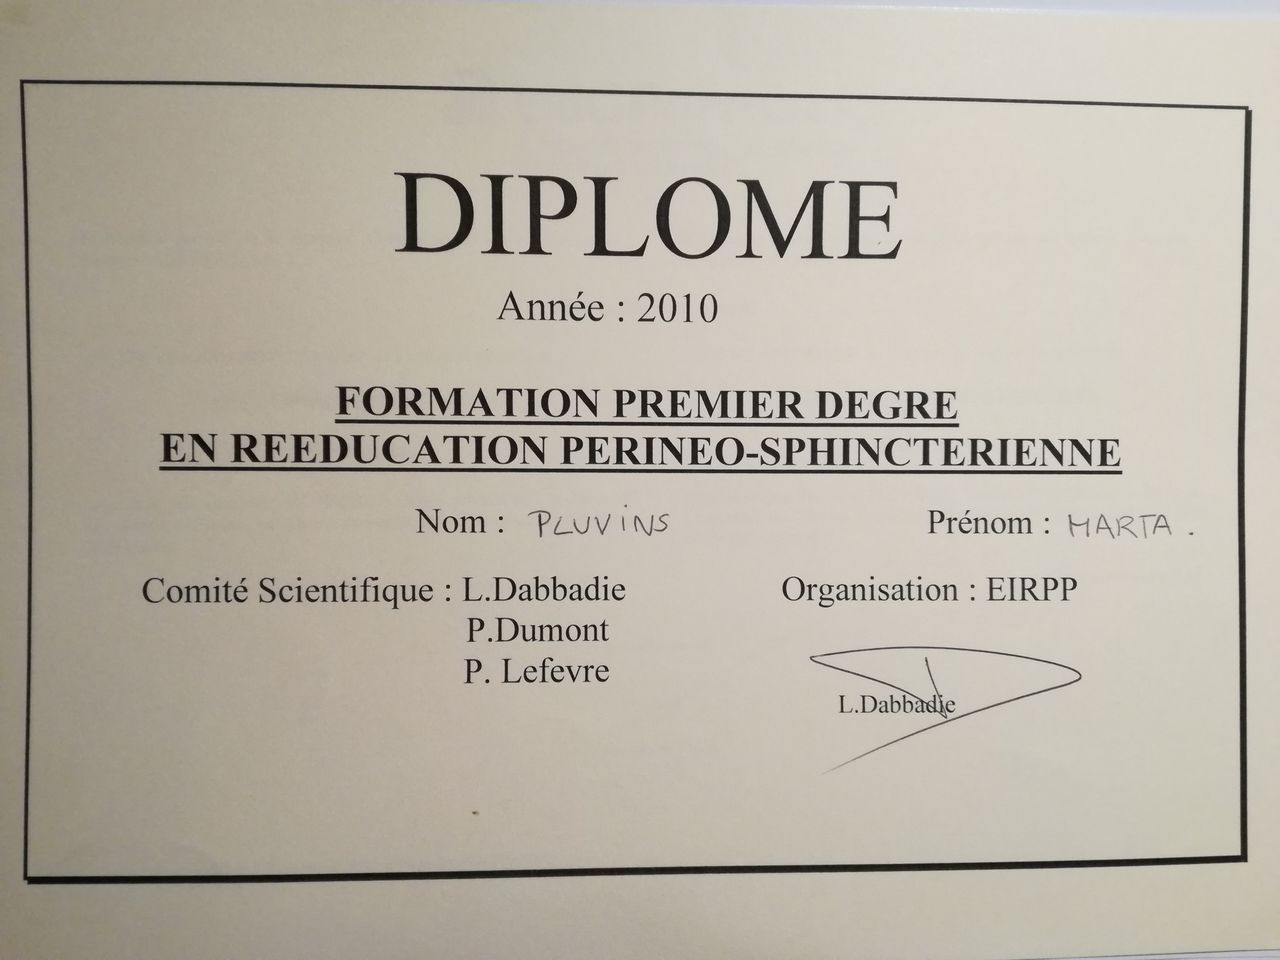 DIPLOME
Année : 2010
FORMATION PREMIER DEGRE
EN REEDUCATION PERINEO-SPHINCTERIENNE
Nom : PLUVINS Prénom : MARTA .
Comité Scientifique : L.Dabbadie Organisation : EIRPP
P.Dumont
P. Lefevre
L.Dabbadie